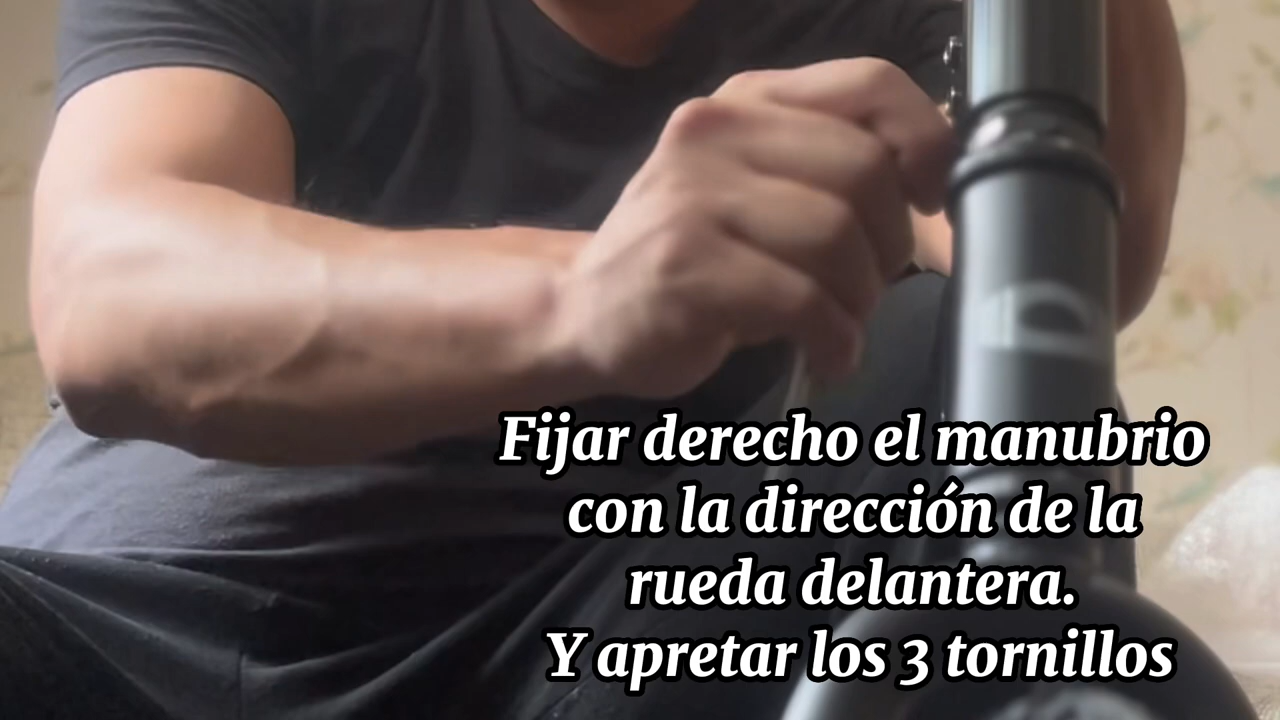 Fijar derecho el manubrio
con la dirección de la
rueda delantera.
Y apretar los 3 tornillos